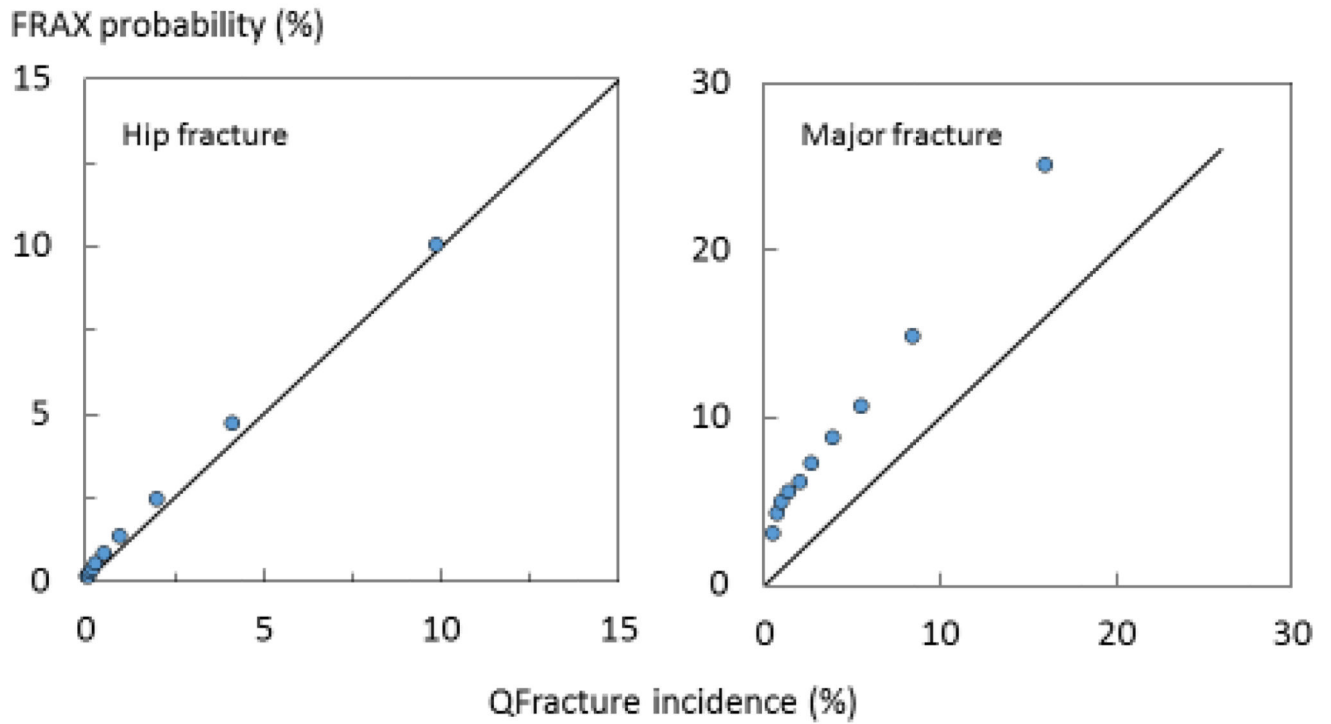 FRAX probability (%)
15
Hip fracture
10
5
0
0 5 10 15
30
Major fracture
20
10
0
0 10 20 30
QFracture incidence (%)